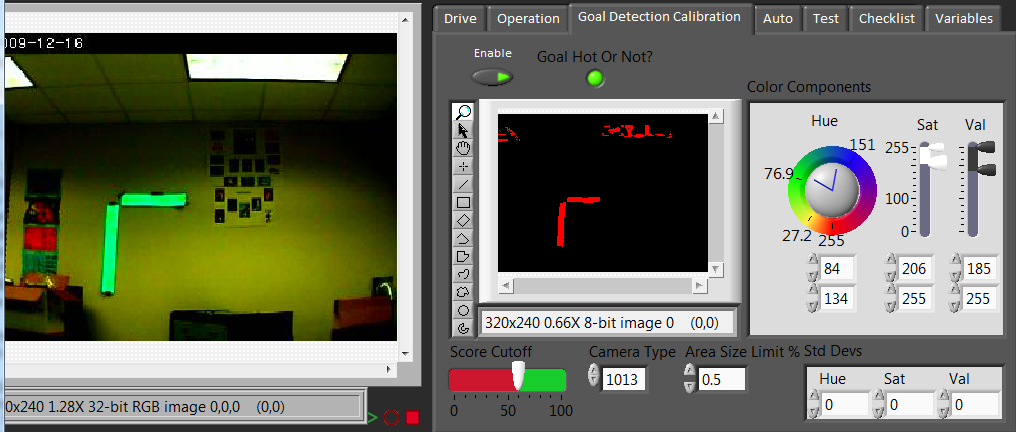 Drive Operation Goal Detection Calibration Auto Test Checklist Variables
009-12-16
Enable
Goal Hot Or Not?
Color Components
Hue Sat Val
151
76.9
27.2
255
255
100
0
84 206 185
134 255 255
320x240 0.66X 8-bit image 0 (0,0)
Score Cutoff Camera Type Area Size Limit % Std Devs
1013 0.5
0 50 100
Hue Sat Val
0 0 0
0x240 1.28X 32-bit RGB image 0,0,0 (0,0)